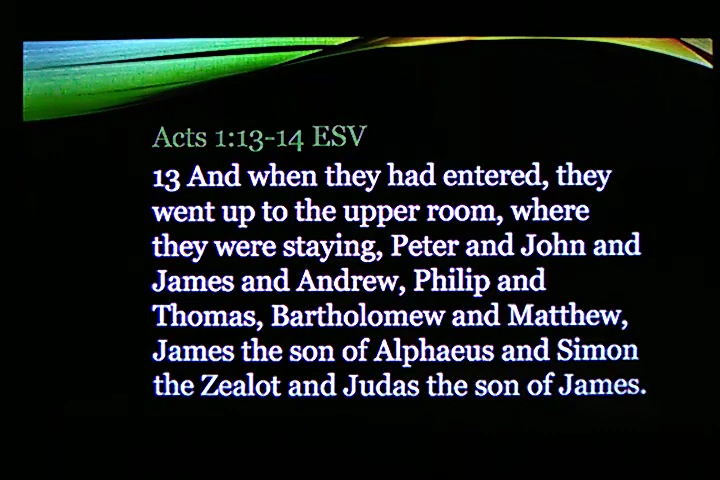 Acts 1:13-14 ESV
13 And when they had entered, they
went up to the upper room, where
they were staying, Peter and John and
James and Andrew, Philip and
Thomas, Bartholomew and Matthew,
James the son of Alphaeus and Simon
the Zealot and Judas the son of James.